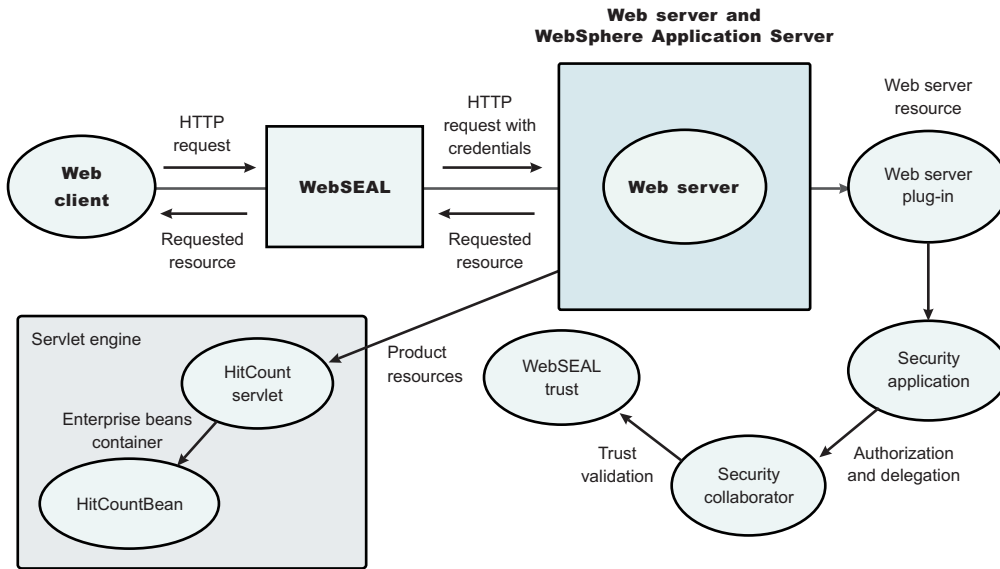 Web server and
WebSphere Application Server
Web server
resource
HTTP
request
HTTP
request with
credentials
Web
client
WebSEAL
Web server
Web server
plug-in
Requested
resource
Requested
resource
Servlet engine
HitCount
servlet
Product
resources
WebSEAL
trust
Security
application
Enterprise beans
container
Trust
validation
Authorization
and delegation
HitCountBean
Security
collaborator